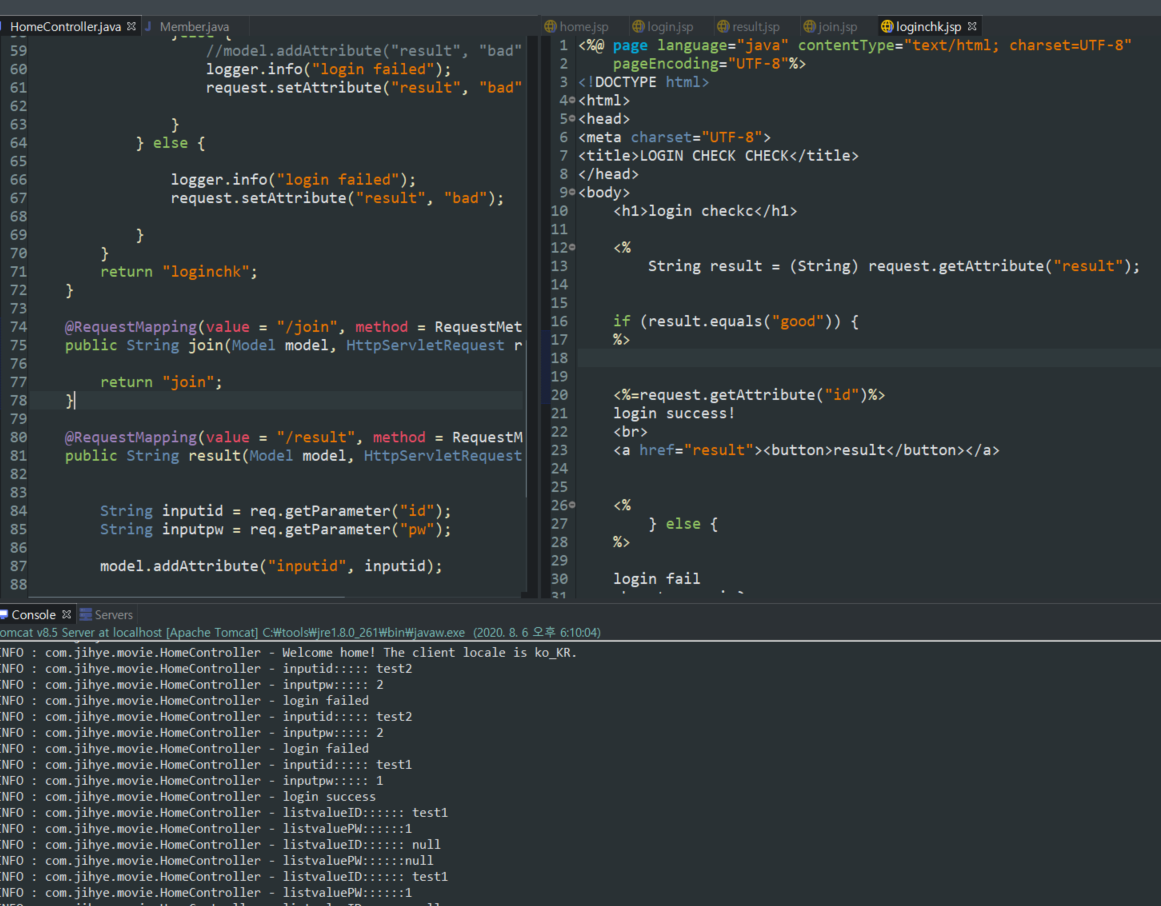 HomeController.java Member.java
59 //model.addAttribute("result", "bad"
60 logger.info("login failed");
61 request.setAttribute("result", "bad"
62
63 }
64 } else {
65
66 logger.info("login failed");
67 request.setAttribute("result", "bad");
68
69 }
70 }
71 return "loginchk";
72 }
73
74 @RequestMapping(value = "/join", method = RequestMet
75 public String join(Model model, HttpServletRequest r
76
77 return "join";
78 }
79
80 @RequestMapping(value = "/result", method = RequestM
81 public String result(Model model, HttpServletRequest
82
83
84 String inputid = req.getParameter("id");
85 String inputpw = req.getParameter("pw");
86
87 model.addAttribute("inputid", inputid);
88
home.jsp login.jsp result.jsp join.jsp loginchk.jsp
1 <%@ page language="java" contentType="text/html; charset=UTF-8"
2 pageEncoding="UTF-8"%>
3 <!DOCTYPE html>
4 <html>
5 <head>
6 <meta charset="UTF-8">
7 <title>LOGIN CHECK CHECK</title>
8 </head>
9 <body>
10 <h1>login checkc</h1>
11
12 <%
13 String result = (String) request.getAttribute("result");
14
15
16 if (result.equals("good")) {
17 %>
18
19
20 <%=request.getAttribute("id")%>
21 login success!
22 <br>
23 <a href="result"><button>result</button></a>
24
25
26 <%
27 } else {
28 %>
29
30 login fail
31
Console Servers
omcat v8.5 Server at localhost [Apache Tomcat] C:₩tools₩jre1.8.0_261₩bin₩javaw.exe (2020. 8. 6 오후 6:10:04)
NFO : com.jihye.movie.HomeController - Welcome home! The client locale is ko_KR.
NFO : com.jihye.movie.HomeController - inputid::::: test2
NFO : com.jihye.movie.HomeController - inputpw::::: 2
NFO : com.jihye.movie.HomeController - login failed
NFO : com.jihye.movie.HomeController - inputid::::: test2
NFO : com.jihye.movie.HomeController - inputpw::::: 2
NFO : com.jihye.movie.HomeController - login failed
NFO : com.jihye.movie.HomeController - inputid::::: test1
NFO : com.jihye.movie.HomeController - inputpw::::: 1
NFO : com.jihye.movie.HomeController - login success
NFO : com.jihye.movie.HomeController - listvalueID:::::: test1
NFO : com.jihye.movie.HomeController - listvaluePW::::::1
NFO : com.jihye.movie.HomeController - listvalueID:::::: null
NFO : com.jihye.movie.HomeController - listvaluePW::::::null
NFO : com.jihye.movie.HomeController - listvalueID:::::: test1
NFO : com.jihye.movie.HomeController - listvaluePW::::::1